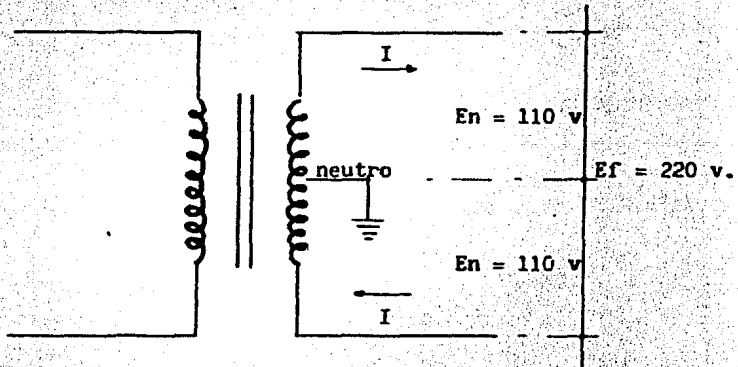 I
En = 110 v
neutro
Ef = 220 v.
En = 110 v
I